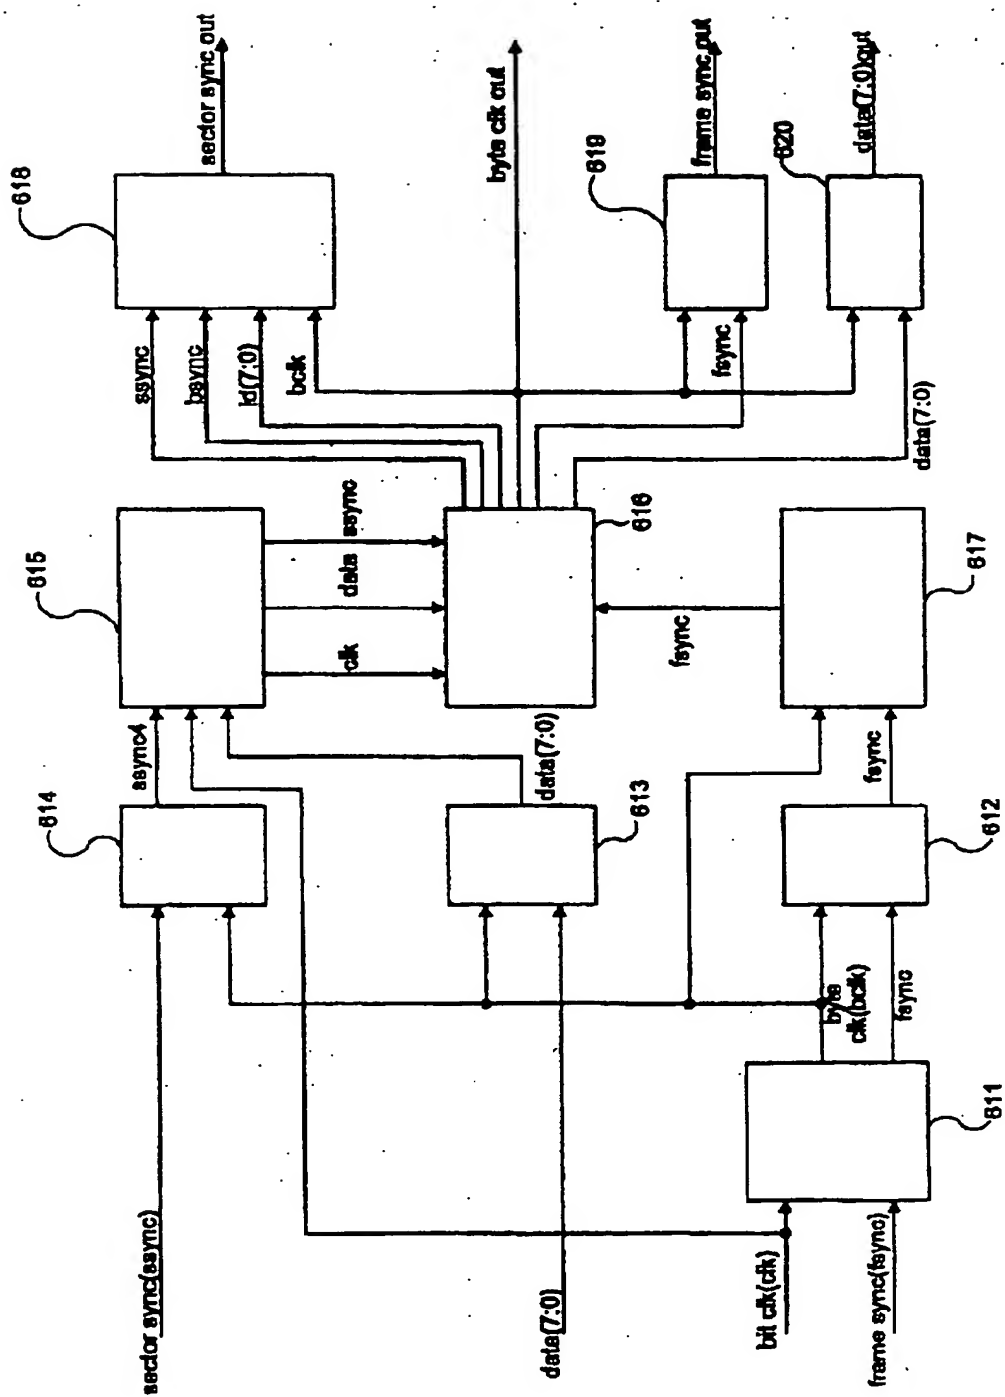 618
sector sync out
byte clk out
619
frame sync out
620
data(7:0)out
ssync
bsync
id(7:0)
bclk
fsync
data(7:0)
615
clk
data
ssync
616
fsync
617
614
ssync4
data(7:0)
613
fsync
612
byte
clk(bclk)
fsync
611
sector sync(ssync)
data(7:0)
bit clk(clk)
frame sync(fsync)